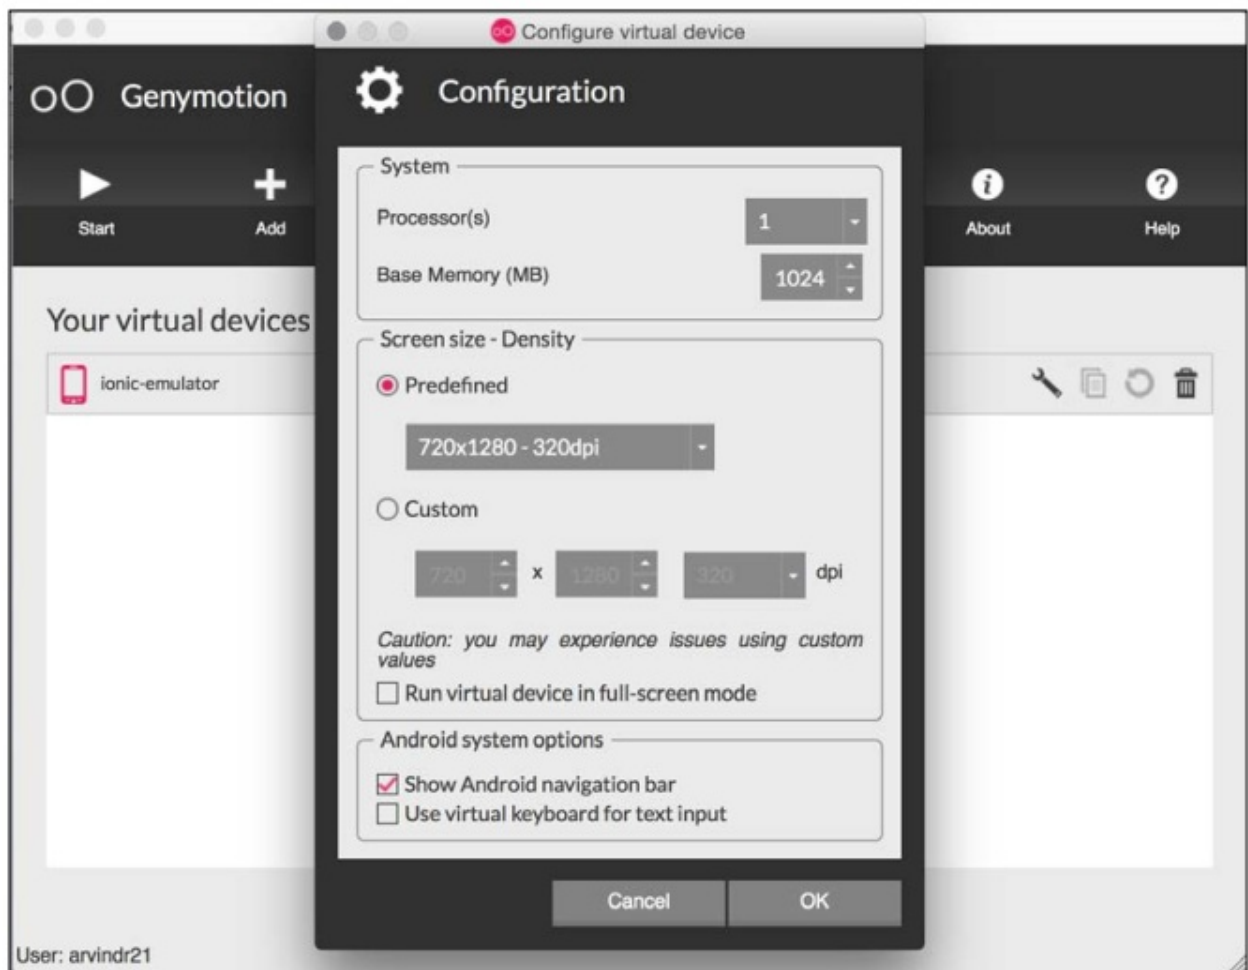 Configure virtual device
oO Genymotion
Configuration
Start
Add
About
Help
System
Processor(s)
1
Base Memory (MB)
1024
Your virtual devices
ionic-emulator
Screen size - Density
Predefined
720x1280 - 320dpi
Custom
720 x 1280 320 dpi
Caution: you may experience issues using custom
values
Run virtual device in full-screen mode
Android system options
Show Android navigation bar
Use virtual keyboard for text input
Cancel
OK
User: arvindr21